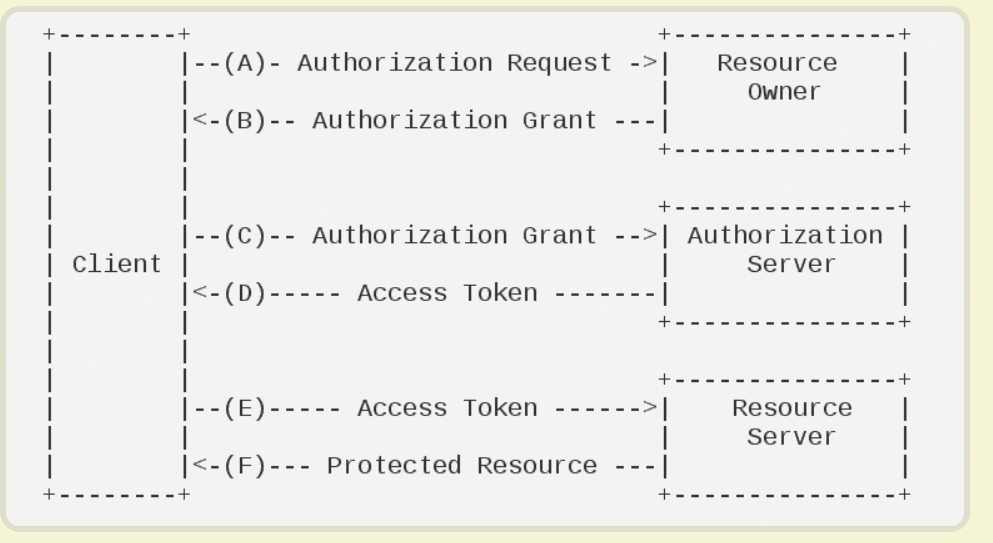 +--------+                               +---------------+
|        |--(A)- Authorization Request ->|   Resource    |
|        |                               |     Owner     |
|        |<-(B)-- Authorization Grant ---|               |
|        |                               +---------------+
|        |
|        |                               +---------------+
|        |--(C)-- Authorization Grant -->| Authorization |
| Client |                               |     Server    |
|        |<-(D)----- Access Token -------|               |
|        |                               +---------------+
|        |
|        |                               +---------------+
|        |--(E)----- Access Token ------>|    Resource   |
|        |                               |     Server    |
|        |<-(F)--- Protected Resource ---|               |
+--------+                               +---------------+